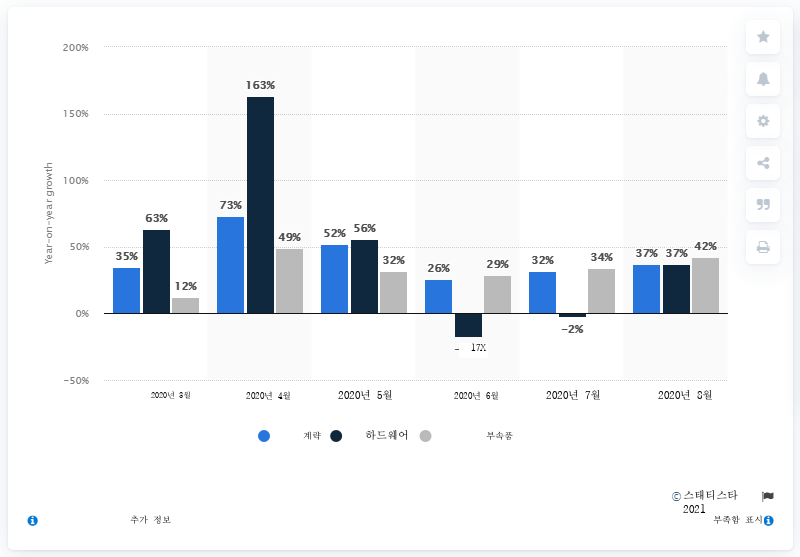 200%
150%
100%
50%
0%
-50%
Year-on-year growth
35%
63%
12%
73%
163%
49%
52%
56%
32%
26%
- 17X
29%
32%
-2%
34%
37%
37%
42%
2020년 3월
2020년 4월
2020년 5월
2020년 6월
2020년 7월
2020년 8월
계략
하드웨어
부속품
© 스태티스타
2021
추가 정보
부족함 표시